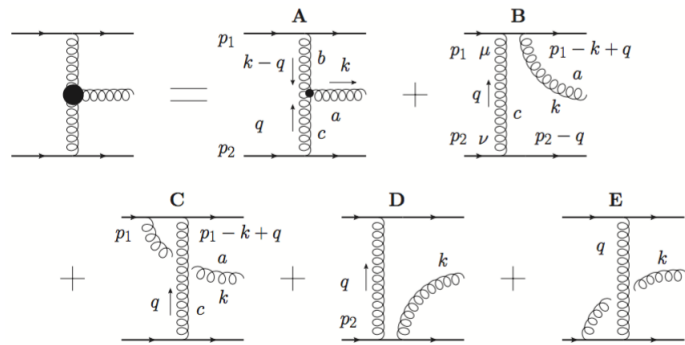 A B
p₁ p₁ μ p₁ − k + q
k − q b k a
= + q k
q a c
c
p₂ p₂ ν p₂ − q
C D E
p₁ p₁ − k + q q
a k k
+ + q +
q c k
p₂